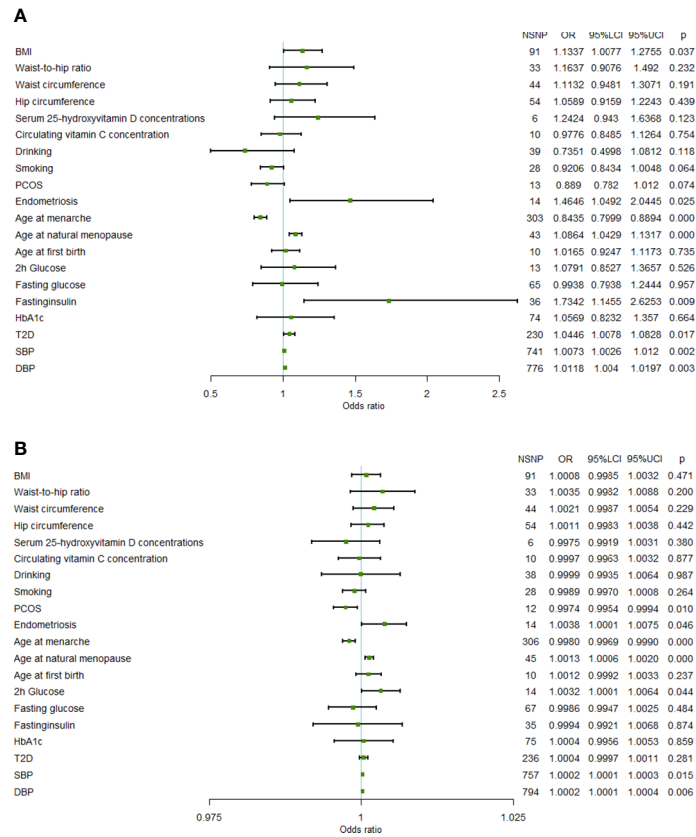 A
NSNP OR 95%LCI 95%UCI p
BMI 91 1.1337 1.0077 1.2755 0.037
Waist-to-hip ratio 33 1.1637 0.9076 1.492 0.232
Waist circumference 44 1.1132 0.9481 1.3071 0.191
Hip circumference 54 1.0589 0.9159 1.2243 0.439
Serum 25-hydroxyvitamin D concentrations 6 1.2424 0.943 1.6368 0.123
Circulating vitamin C concentration 10 0.9776 0.8485 1.1264 0.754
Drinking 39 0.7351 0.4998 1.0812 0.118
Smoking 28 0.9206 0.8434 1.0048 0.064
PCOS 13 0.889 0.782 1.012 0.074
Endometriosis 14 1.4646 1.0492 2.0445 0.025
Age at menarche 303 0.8435 0.7999 0.8894 0.000
Age at natural menopause 43 1.0864 1.0429 1.1317 0.000
Age at first birth 10 1.0165 0.9247 1.1173 0.735
2h Glucose 13 1.0791 0.8527 1.3657 0.526
Fasting glucose 65 0.9938 0.7938 1.2444 0.957
Fastinginsulin 36 1.7342 1.1455 2.6253 0.009
HbA1c 74 1.0569 0.8232 1.357 0.664
T2D 230 1.0446 1.0078 1.0828 0.017
SBP 741 1.0073 1.0026 1.012 0.002
DBP 776 1.0118 1.004 1.0197 0.003
0.5 1 1.5 2 2.5
Odds ratio
B
NSNP OR 95%LCI 95%UCI p
BMI 91 1.0008 0.9985 1.0032 0.471
Waist-to-hip ratio 33 1.0035 0.9982 1.0088 0.200
Waist circumference 44 1.0021 0.9987 1.0054 0.229
Hip circumference 54 1.0011 0.9983 1.0038 0.442
Serum 25-hydroxyvitamin D concentrations 6 0.9975 0.9919 1.0031 0.380
Circulating vitamin C concentration 10 0.9997 0.9963 1.0032 0.877
Drinking 38 0.9999 0.9935 1.0064 0.987
Smoking 28 0.9989 0.9970 1.0008 0.264
PCOS 12 0.9974 0.9954 0.9994 0.010
Endometriosis 14 1.0038 1.0001 1.0075 0.046
Age at menarche 306 0.9980 0.9969 0.9990 0.000
Age at natural menopause 45 1.0013 1.0006 1.0020 0.000
Age at first birth 10 1.0012 0.9992 1.0033 0.237
2h Glucose 14 1.0032 1.0001 1.0064 0.044
Fasting glucose 67 0.9986 0.9947 1.0025 0.484
Fastinginsulin 35 0.9994 0.9921 1.0068 0.874
HbA1c 75 1.0004 0.9956 1.0053 0.859
T2D 236 1.0004 0.9997 1.0011 0.281
SBP 757 1.0002 1.0001 1.0003 0.015
DBP 794 1.0002 1.0001 1.0004 0.006
0.975 1 1.025
Odds ratio